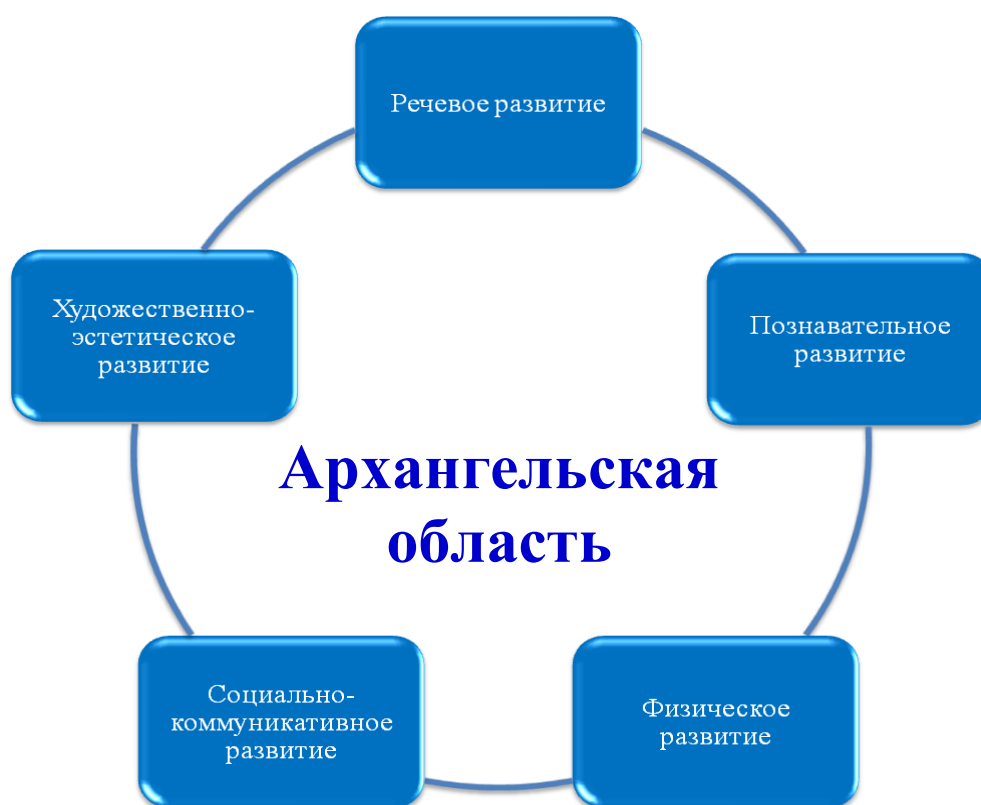 Речевое развитие
Художественно-
эстетическое
развитие
Познавательное
развитие
Архангельская
область
Социально-
коммуникативное
развитие
Физическое
развитие